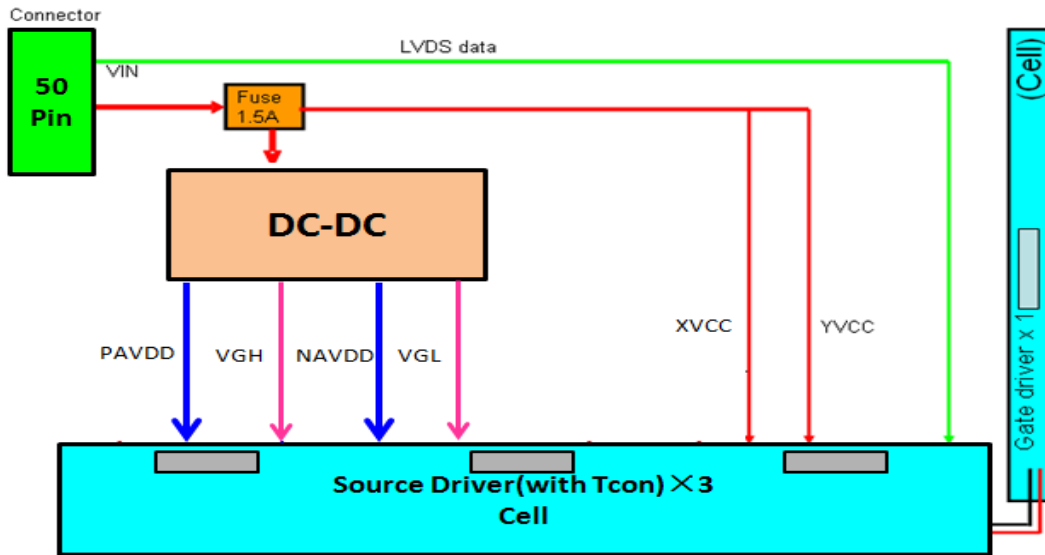 Connector
50
Pin
VIN
LVDS data
Fuse
1.5A
DC-DC
PAVDD
VGH
NAVDD
VGL
XVCC
YVCC
Source Driver(with Tcon)×3
Cell
Gate driver x 1
(Cell)